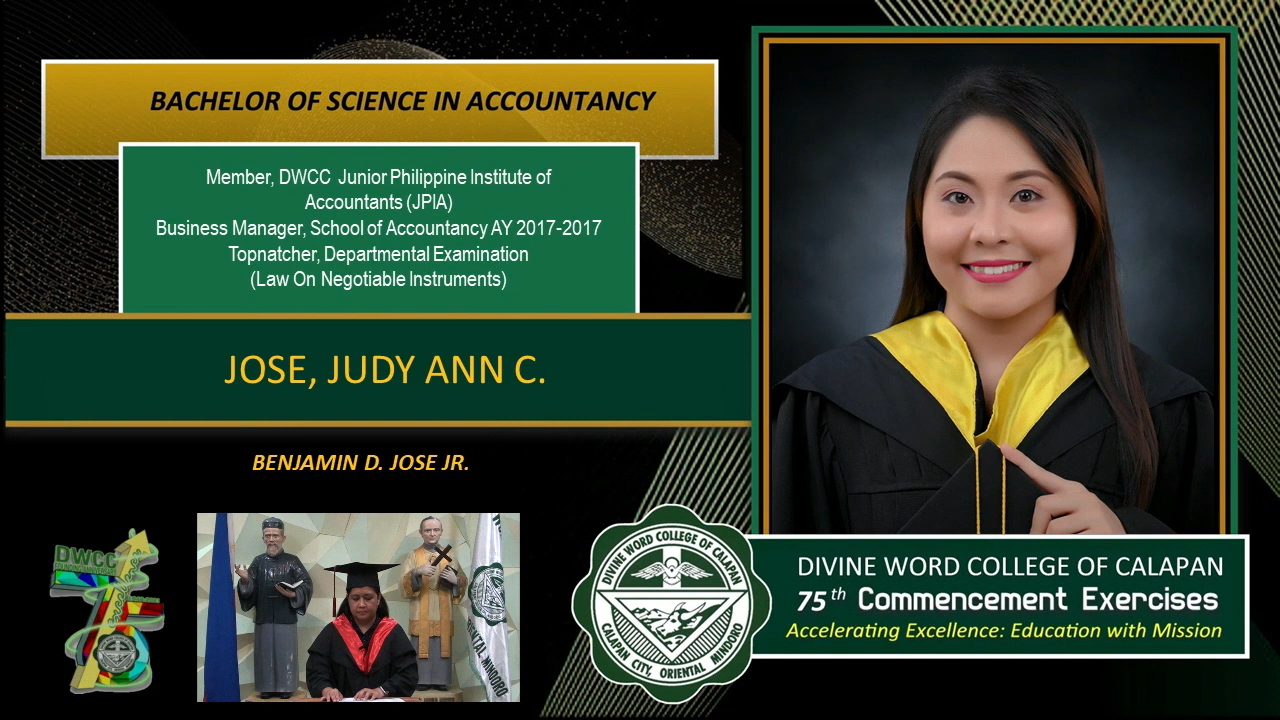 BACHELOR OF SCIENCE IN ACCOUNTANCY
Member, DWCC Junior Philippine Institute of
Accountants (JPIA)
Business Manager, School of Accountancy AY 2017-2017
Topnatcher, Departmental Examination
(Law On Negotiable Instruments)
JOSE, JUDY ANN C.
BENJAMIN D. JOSE JR.
DWCC
Excellence
DIVINE WORD COLLEGE OF CALAPAN
CALAPAN CITY, ORIENTAL MINDORO
DIVINE WORD COLLEGE OF CALAPAN
75th Commencement Exercises
Accelerating Excellence: Education with Mission